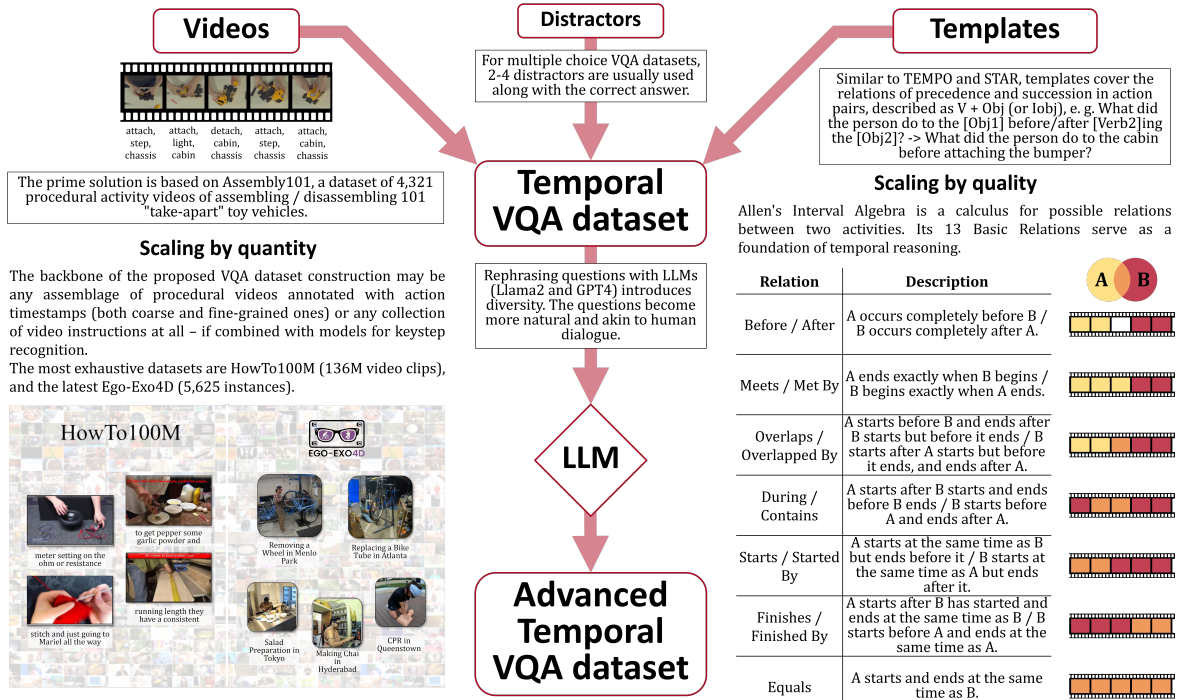 Videos
attach,
step,
chassis
attach,
light,
cabin
detach,
cabin,
chassis
attach,
step,
chassis
attach,
cabin,
chassis
The prime solution is based on Assembly101, a dataset of 4,321
procedural activity videos of assembling / disassembling 101
"take-apart" toy vehicles.
Scaling by quantity
The backbone of the proposed VQA dataset construction may be
any assemblage of procedural videos annotated with action
timestamps (both coarse and fine-grained ones) or any collection
of video instructions at all – if combined with models for keystep
recognition.
The most exhaustive datasets are HowTo100M (136M video clips),
and the latest Ego-Exo4D (5,625 instances).
HowTo100M
meter setting on the
ohm or resistance
to get pepper some
garlic powder and
stitch and just going to
Mariel all the way
running length they
have a consistent
EGO-EXO4D
Removing a
Wheel in Menlo
Park
Replacing a Bike
Tube in Atlanta
Salad
Preparation in
Tokyo
Making Chai
in
Hyderabad
CPR in
Queenstown
Distractors
For multiple choice VQA datasets,
2-4 distractors are usually used
along with the correct answer.
Temporal
VQA dataset
Rephrasing questions with LLMs
(Llama2 and GPT4) introduces
diversity. The questions become
more natural and akin to human
dialogue.
LLM
Advanced
Temporal
VQA dataset
Templates
Similar to TEMPO and STAR, templates cover the
relations of precedence and succession in action
pairs, described as V + Obj (or Iobj), e. g. What did
the person do to the [Obj1] before/after [Verb2]ing
the [Obj2]? -> What did the person do to the cabin
before attaching the bumper?
Scaling by quality
Allen's Interval Algebra is a calculus for possible relations
between two activities. Its 13 Basic Relations serve as a
foundation of temporal reasoning.
Relation
Description
A B
Before / After
A occurs completely before B /
B occurs completely after A.
Meets / Met By
A ends exactly when B begins /
B begins exactly when A ends.
Overlaps /
Overlapped By
A starts before B and ends after
B starts but before it ends / B
starts after A starts but before
it ends, and ends after A.
During /
Contains
A starts after B starts and ends
before B ends / B starts before
A and ends after A.
Starts / Started
By
A starts at the same time as B
but ends before it / B starts at
the same time as A but ends
after it.
Finishes /
Finished By
A starts after B has started and
ends at the same time as B / B
starts before A and ends at the
same time as A.
Equals
A starts and ends at the same
time as B.